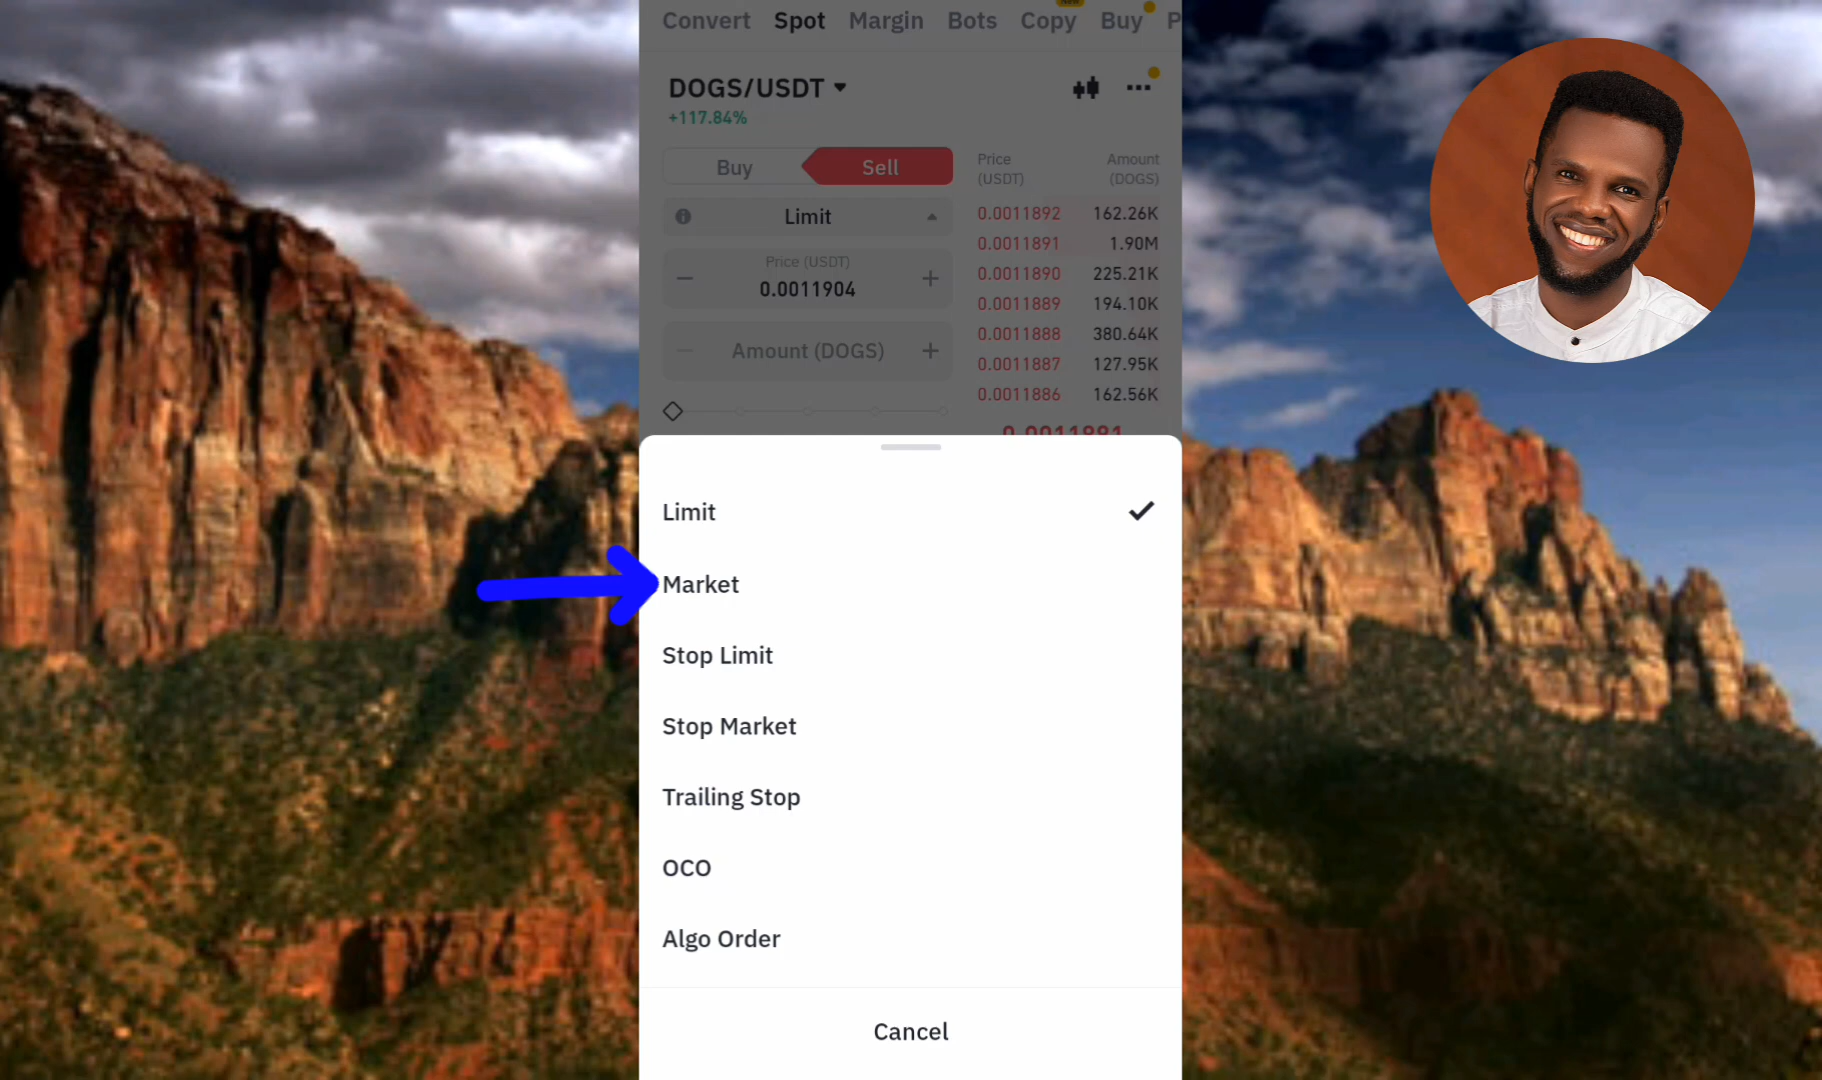 Convert Spot Margin Bots Copy Buy P
New
DOGS/USDT
+117.84%
Buy Sell
Limit
Price (USDT)
0.0011904
Amount (DOGS)
Price (USDT) Amount (DOGS)
0.0011892 162.26K
0.0011891 1.90M
0.0011890 225.21K
0.0011889 194.10K
0.0011888 380.64K
0.0011887 127.95K
0.0011886 162.56K
0.0011881
Limit
Market
Stop Limit
Stop Market
Trailing Stop
OCO
Algo Order
Cancel